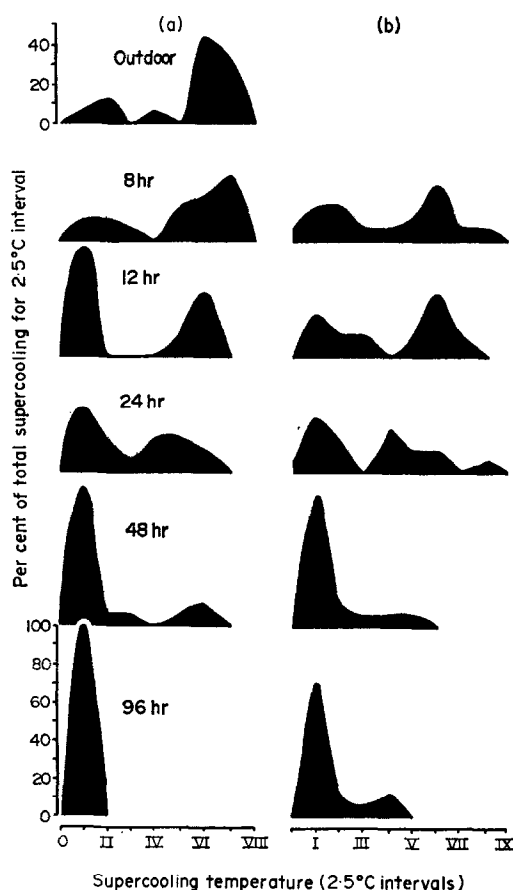 (a) (b)
40
20
0
Outdoor
Per cent of total supercooling for 2·5°C interval
8 hr
12 hr
24 hr
48 hr
100
80
60
40
20
0
96 hr
0 II IV VI VIII I III V VII IX
Supercooling temperature (2·5°C intervals)